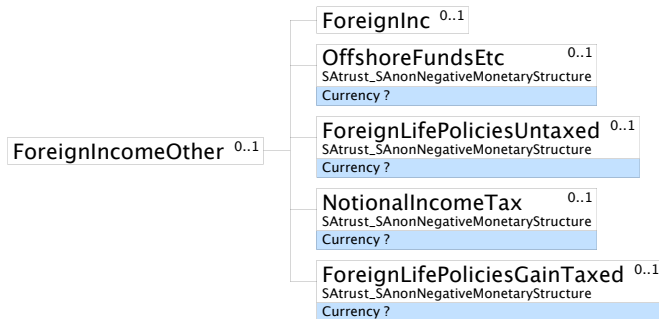 ForeignInc 0..1
OffshoreFundsEtc 0..1
SAtrust_SAnonNegativeMonetaryStructure
Currency ?
ForeignIncomeOther 0..1
ForeignLifePoliciesUntaxed 0..1
SAtrust_SAnonNegativeMonetaryStructure
Currency ?
NotionalIncomeTax 0..1
SAtrust_SAnonNegativeMonetaryStructure
Currency ?
ForeignLifePoliciesGainTaxed 0..1
SAtrust_SAnonNegativeMonetaryStructure
Currency ?